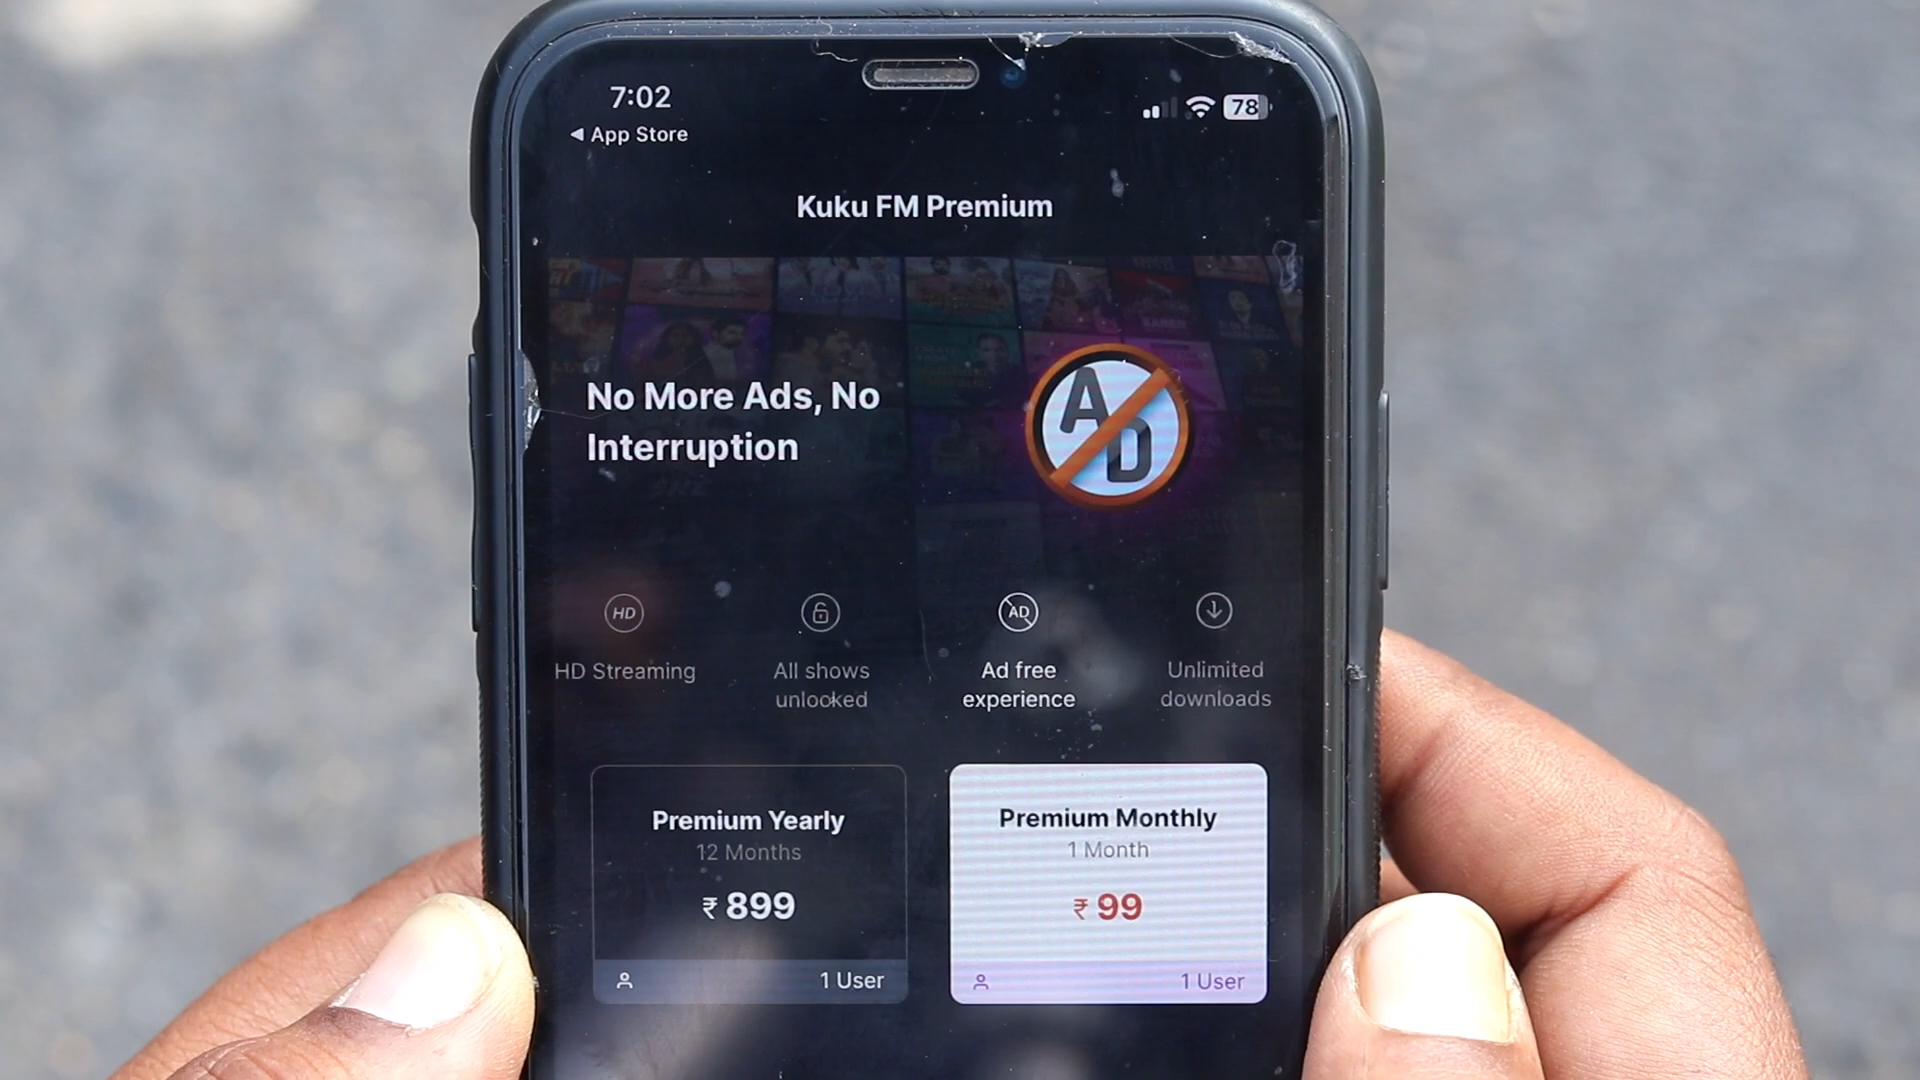 7:02
78
◀ App Store
Kuku FM Premium
No More Ads, No
Interruption
AD
HD
AD
HD Streaming
All shows
unlocked
Ad free
experience
Unlimited
downloads
Premium Yearly
12 Months
₹ 899
1 User
Premium Monthly
1 Month
₹ 99
1 User